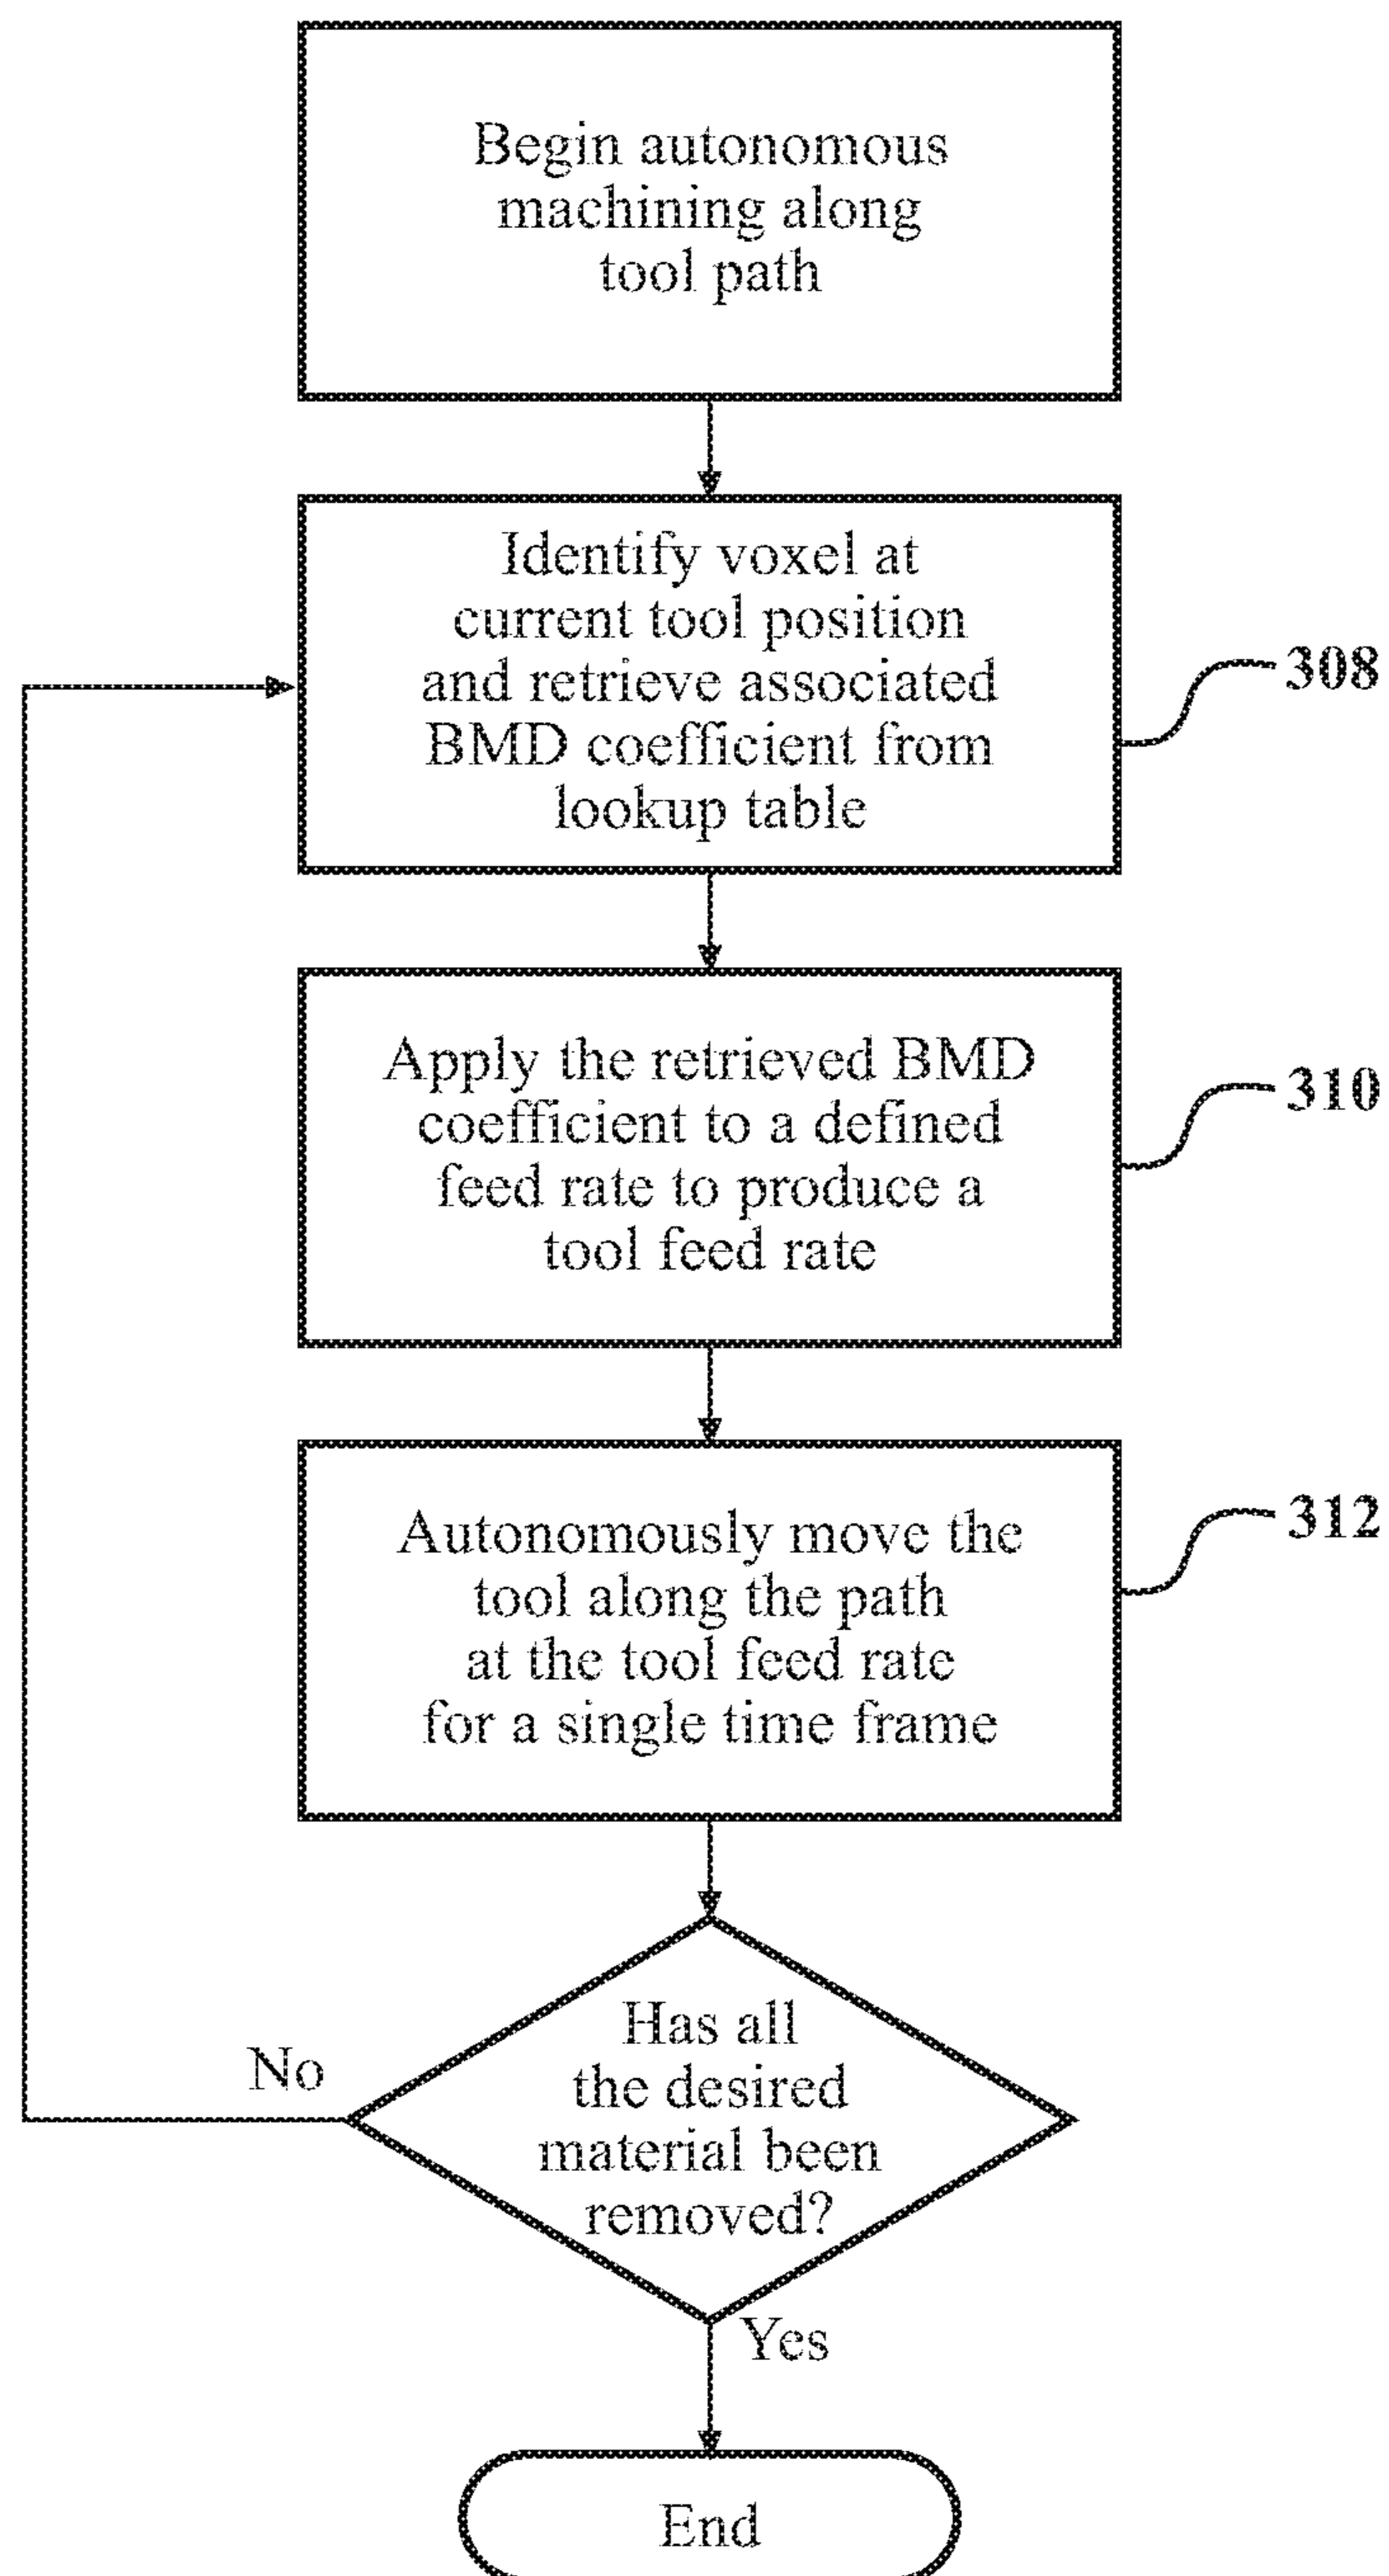 Begin autonomous
machining along
tool path
Identify voxel at
current tool position
and retrieve associated
BMD coefficient from
lookup table
308
Apply the retrieved BMD
coefficient to a defined
feed rate to produce a
tool feed rate
310
Autonomously move the
tool along the path
at the tool feed rate
for a single time frame
312
Has all
the desired
material been
removed?
No
Yes
End